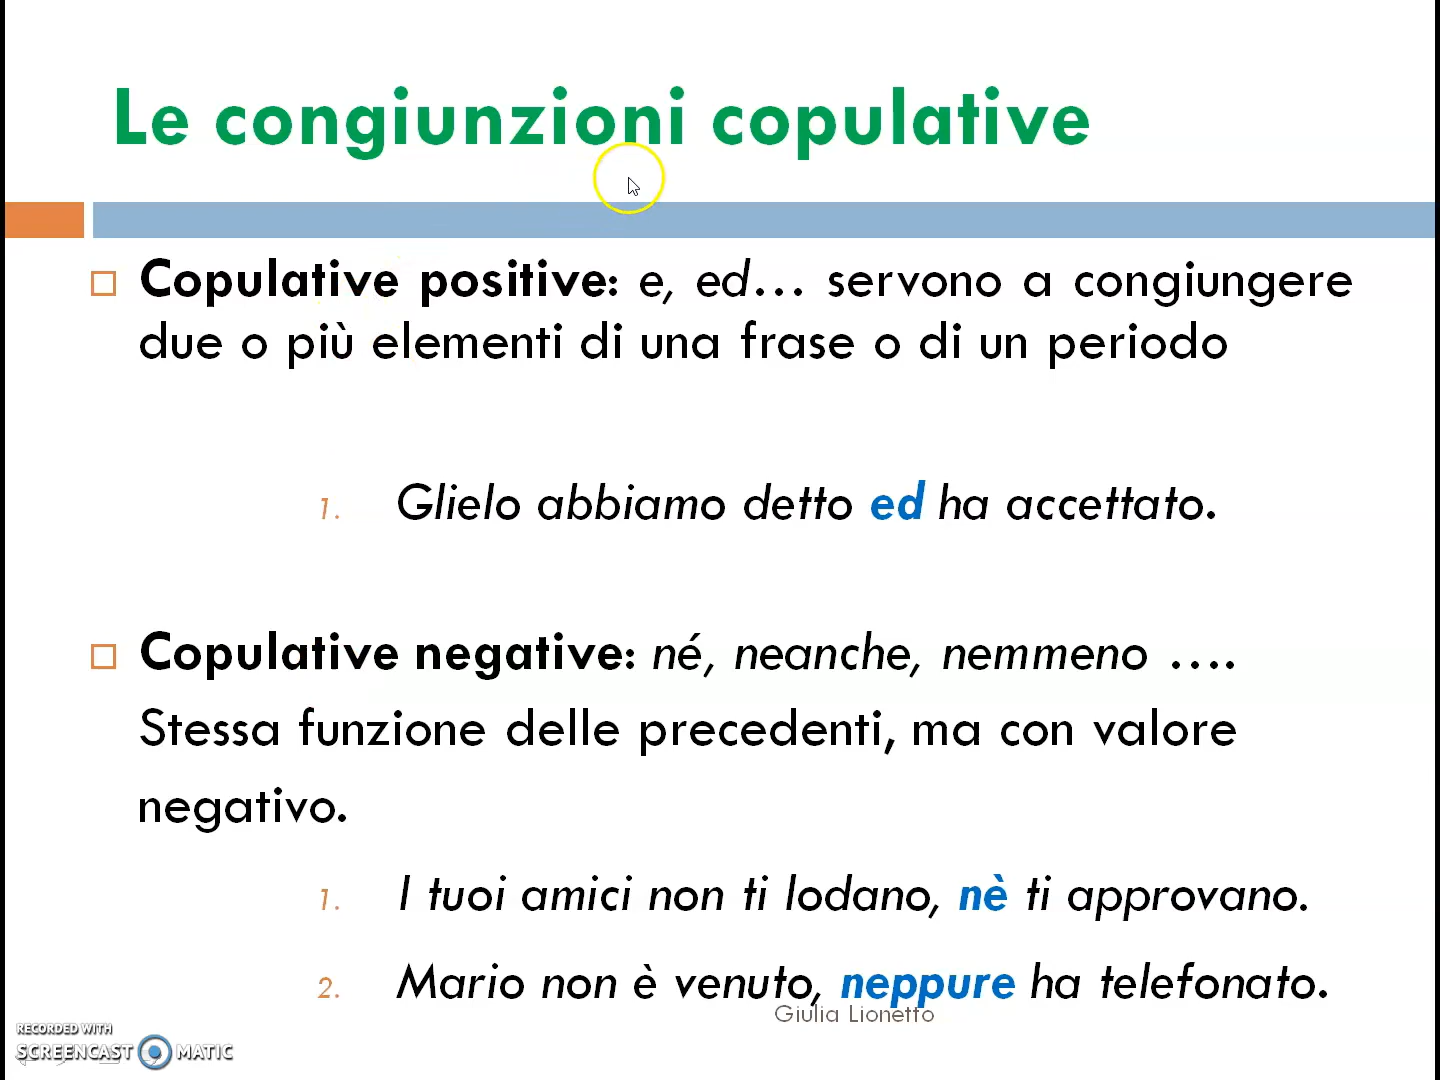 Le congiunzioni copulative
Copulative positive: e, ed… servono a congiungere
due o più elementi di una frase o di un periodo
1. Glielo abbiamo detto ed ha accettato.
Copulative negative: né, neanche, nemmeno ….
Stessa funzione delle precedenti, ma con valore
negativo.
1. I tuoi amici non ti lodano, nè ti approvano.
2. Mario non è venuto, neppure ha telefonato.
Giulia Lionetto
RECORDED WITH
SCREENCAST MATIC